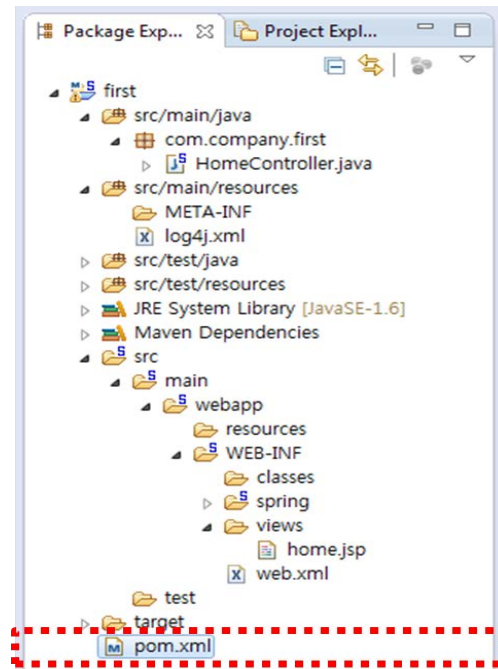 Package Exp... Project Expl...
first
src/main/java
com.company.first
HomeController.java
src/main/resources
META-INF
log4j.xml
src/test/java
src/test/resources
JRE System Library [JavaSE-1.6]
Maven Dependencies
src
main
webapp
resources
WEB-INF
classes
spring
views
home.jsp
web.xml
test
target
pom.xml